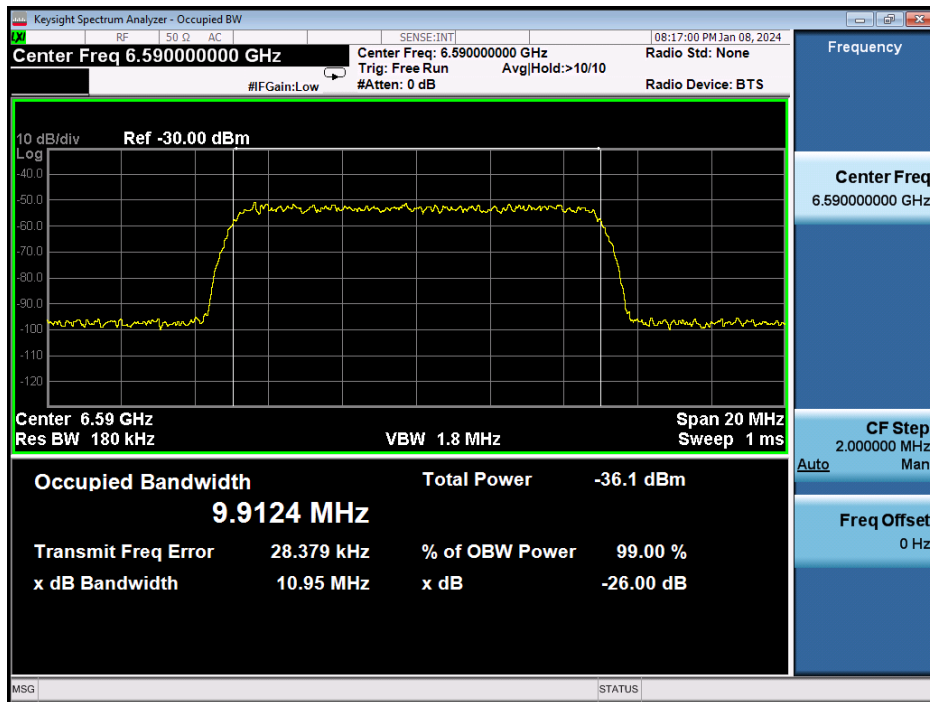 Keysight Spectrum Analyzer - Occupied BW
LXI RF 50 Ω AC SENSE:INT 08:17:00 PM Jan 08, 2024
Center Freq 6.590000000 GHz
Center Freq: 6.590000000 GHz Radio Std: None
Trig: Free Run Avg|Hold:>10/10
#IFGain:Low #Atten: 0 dB Radio Device: BTS
10 dB/div Ref -30.00 dBm
Log
-40.0
-50.0
-60.0
-70.0
-80.0
-90.0
-100
-110
-120
Center 6.59 GHz Span 20 MHz
Res BW 180 kHz VBW 1.8 MHz Sweep 1 ms
Occupied Bandwidth Total Power -36.1 dBm
9.9124 MHz
Transmit Freq Error 28.379 kHz % of OBW Power 99.00 %
x dB Bandwidth 10.95 MHz x dB -26.00 dB
MSG STATUS
Frequency
Center Freq
6.590000000 GHz
CF Step
2.000000 MHz
Auto Man
Freq Offset
0 Hz